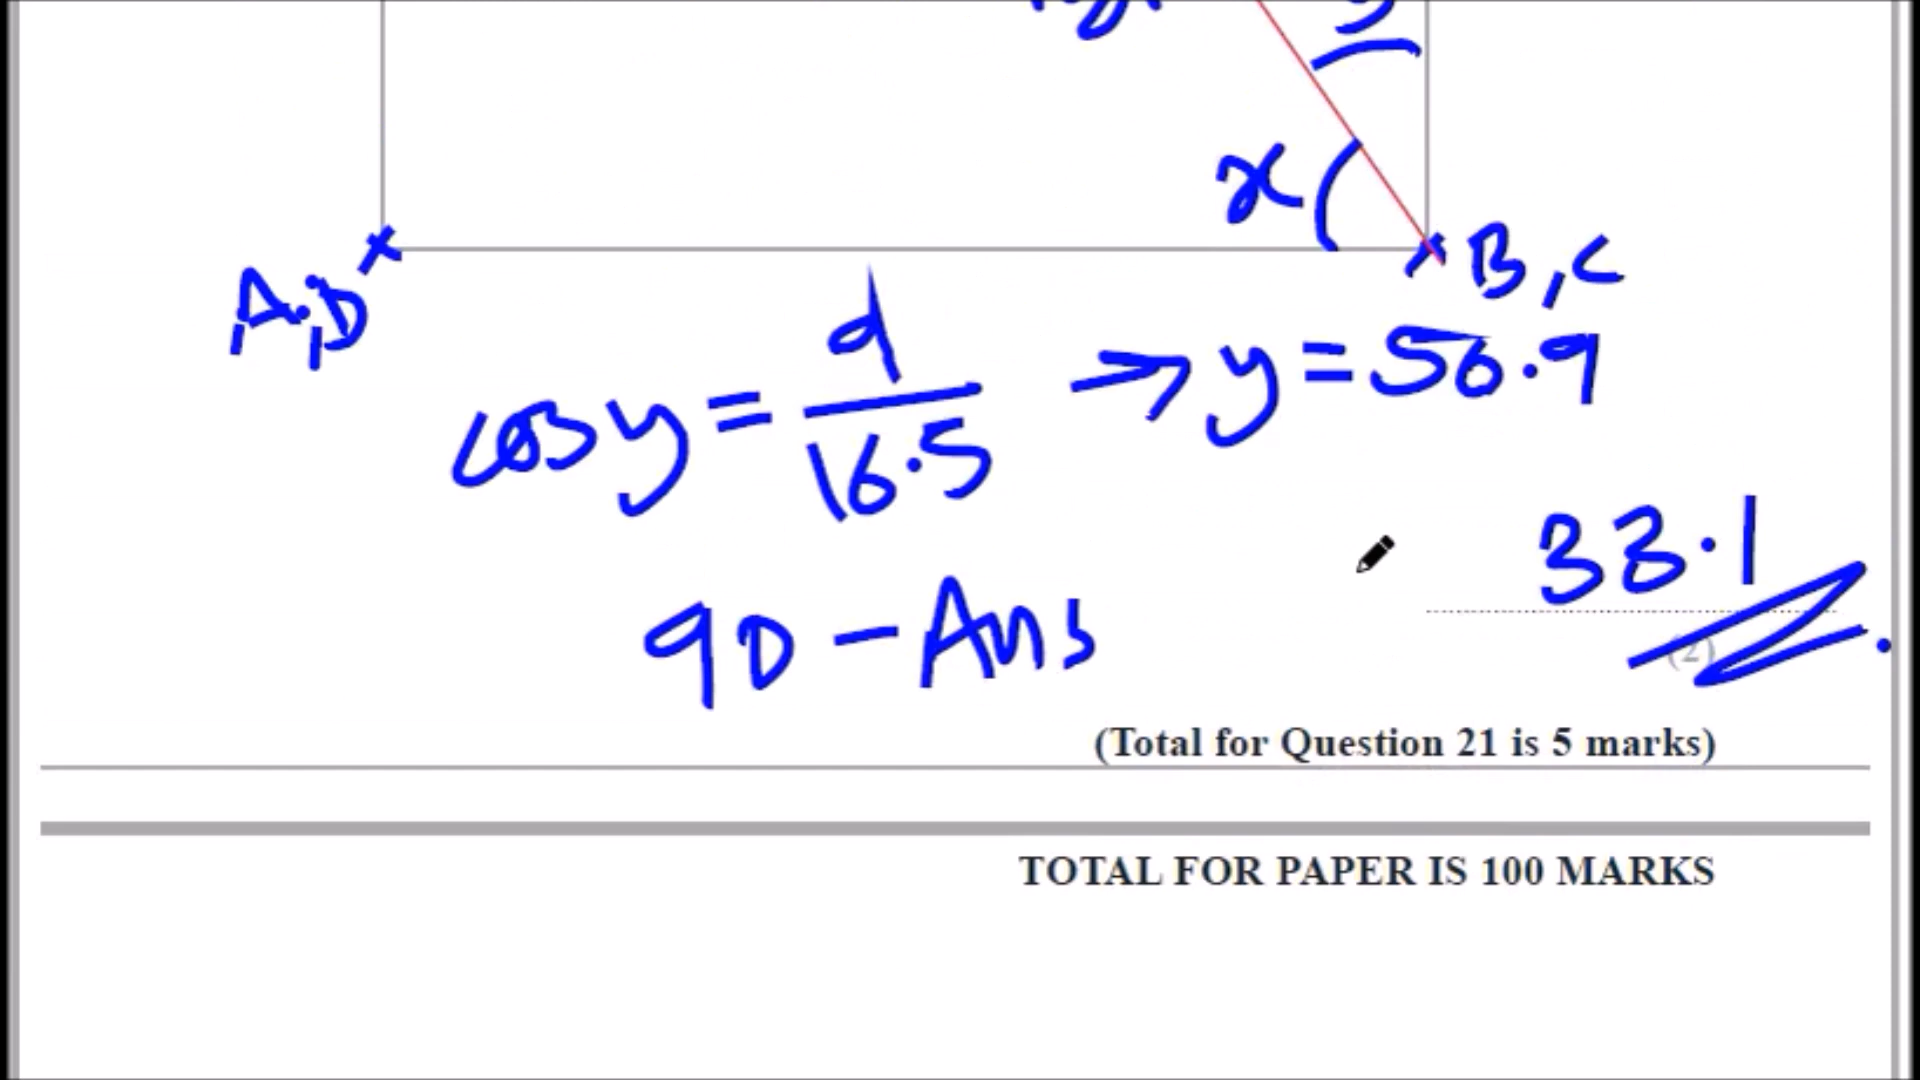 x
A,D
B,C
cos y = d/16.5 → y = 56.9
33.1
90 - Ans
(2)
(Total for Question 21 is 5 marks)
TOTAL FOR PAPER IS 100 MARKS